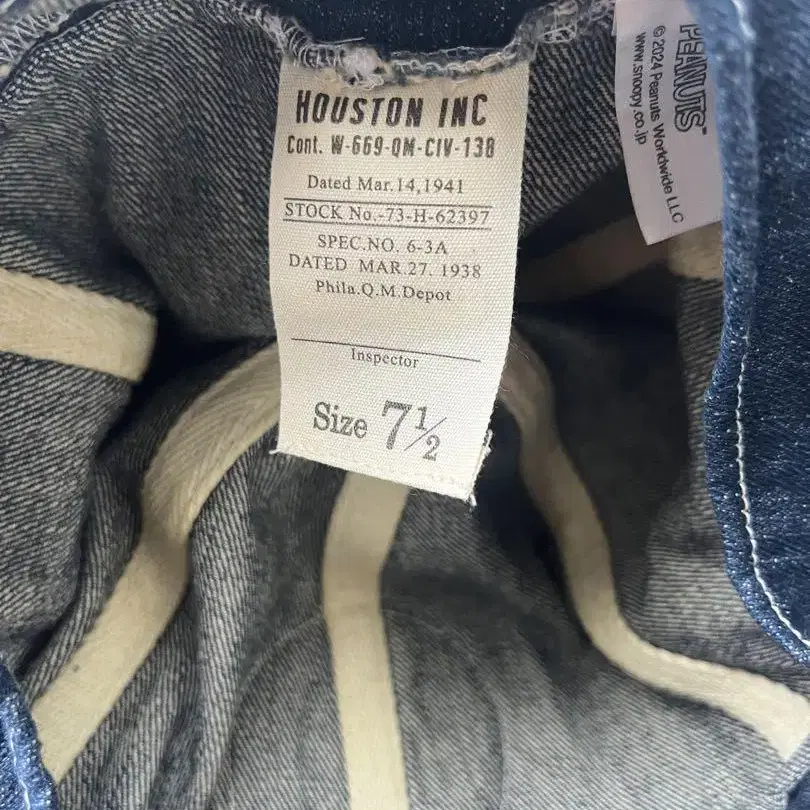 HOUSTON INC
Cont. W-669-QM-CIV-138
Dated Mar.14,1941
STOCK No.-73-H-62397
SPEC.NO. 6-3A
DATED MAR.27. 1938
Phila.Q.M.Depot
Inspector
Size 7½
PEANUTS™
© 2024 Peanuts Worldwide LLC
www.snoopy.co.jp